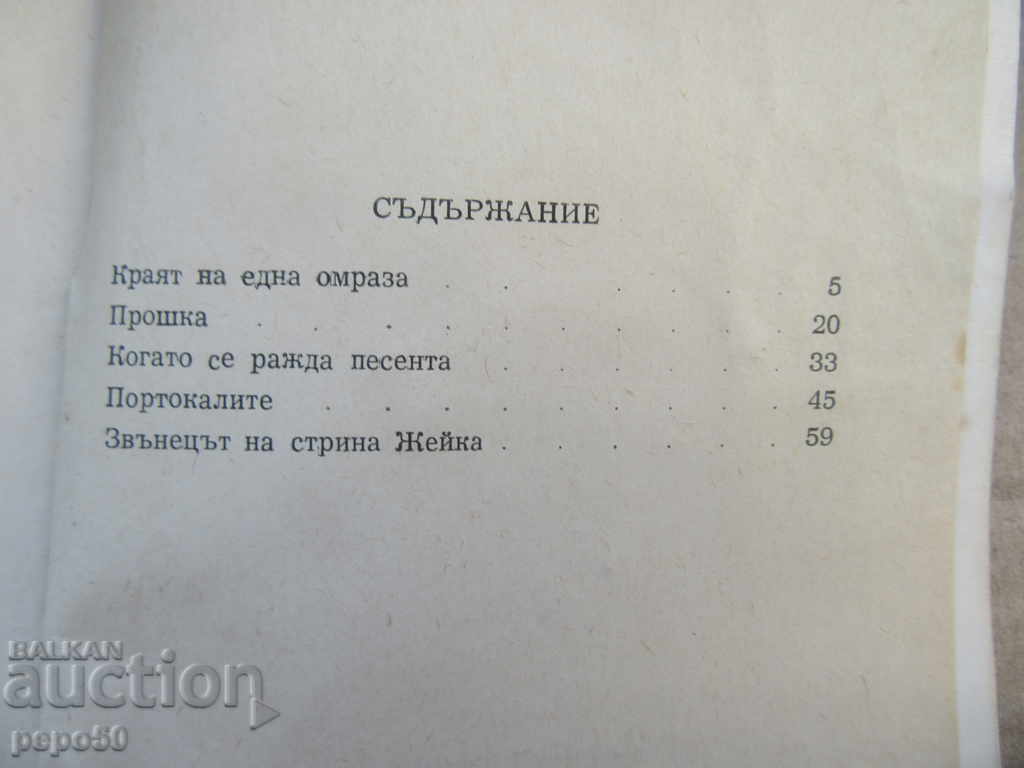 СЪДЪРЖАНИЕ
Краят на една омраза . . . . . 5
Прошка . . . . . . . . . . 20
Когато се ражда песента . . . . . . 33
Портокалите . . . . . . . . . 45
Звънецът на стрина Жейка . . . . . . 59
BALKAN
auction
pepo50